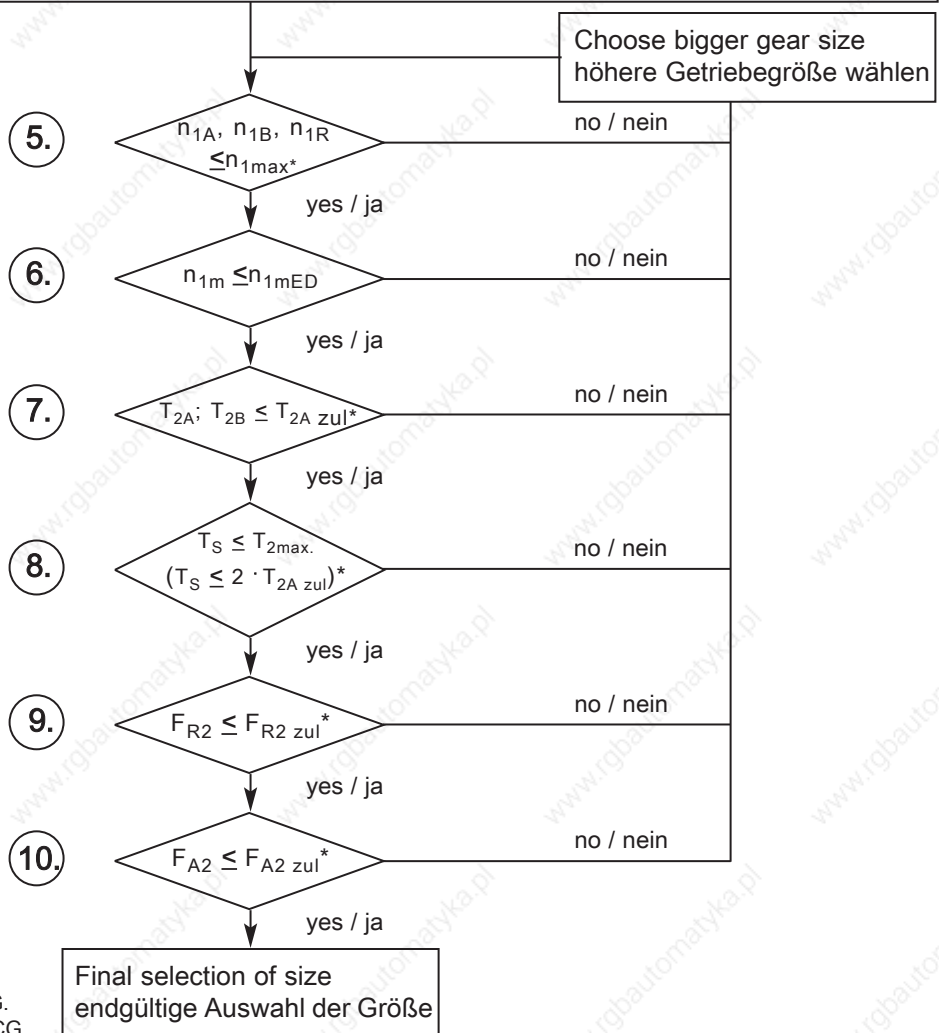 Choose bigger gear size
höhere Getriebegröße wählen
5.
n1A, n1B, n1R
≤n1max*
no / nein
yes / ja
6.
n1m ≤n1mED
no / nein
yes / ja
7.
T2A; T2B ≤ T2A zul*
no / nein
yes / ja
8.
TS ≤ T2max.
(TS ≤ 2 · T2A zul)*
no / nein
yes / ja
9.
FR2 ≤ FR2 zul*
no / nein
yes / ja
10.
FA2 ≤ FA2 zul*
no / nein
yes / ja
Final selection of size
endgültige Auswahl der Größe
www.rgbautomatyka.pl